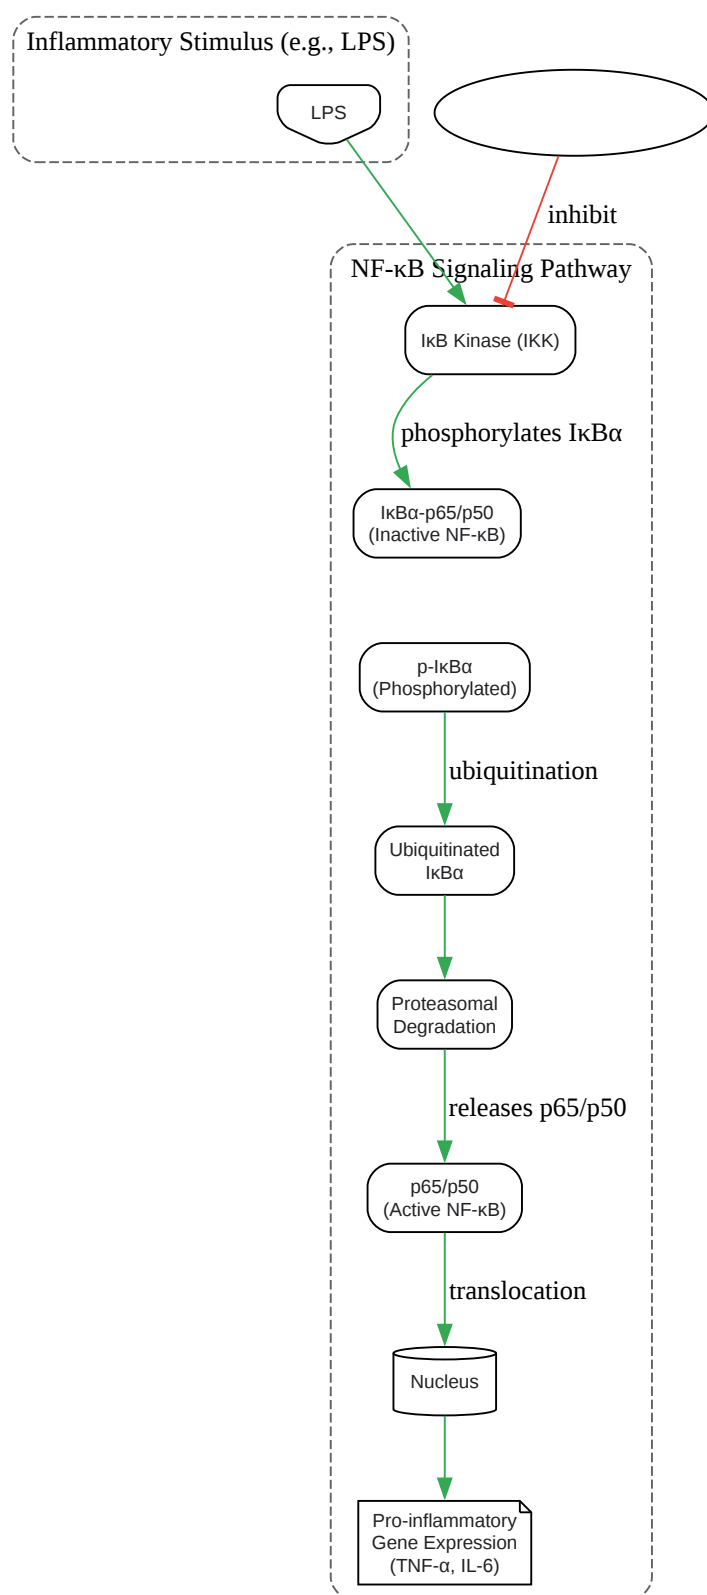 Inflammatory Stimulus (e.g., LPS)
LPS
inhibit
NF-κB Signaling Pathway
IκB Kinase (IKK)
phosphorylates IκBα
IκBα-p65/p50
(Inactive NF-κB)
p-IκBα
(Phosphorylated)
ubiquitination
Ubiquitinated
IκBα
Proteasomal
Degradation
releases p65/p50
p65/p50
(Active NF-κB)
translocation
Nucleus
Pro-inflammatory
Gene Expression
(TNF-α, IL-6)